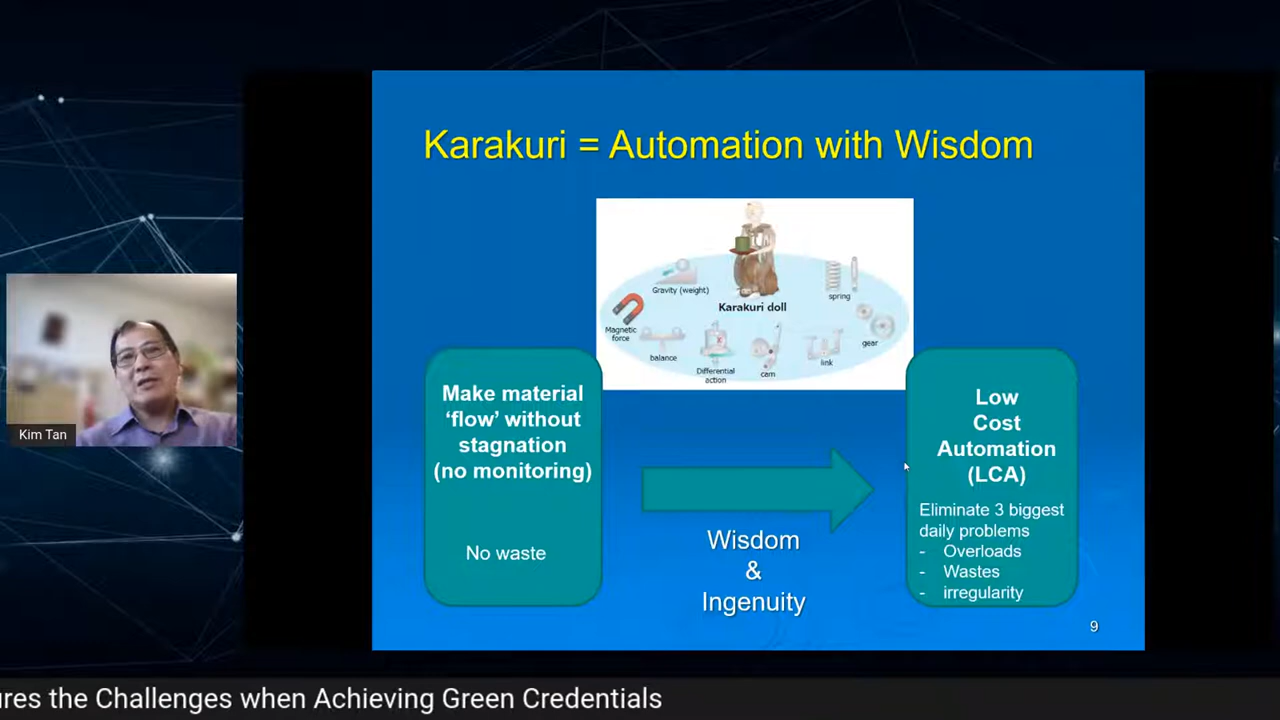 Karakuri = Automation with Wisdom
Gravity (weight)
spring
Karakuri doll
Magnetic
force
gear
balance
link
Differential
action
cam
Make material
‘flow’ without
stagnation
(no monitoring)
No waste
Wisdom
&
Ingenuity
Low
Cost
Automation
(LCA)
Eliminate 3 biggest
daily problems
- Overloads
- Wastes
- irregularity
9
Kim Tan
the Challenges when Achieving Green Credentials